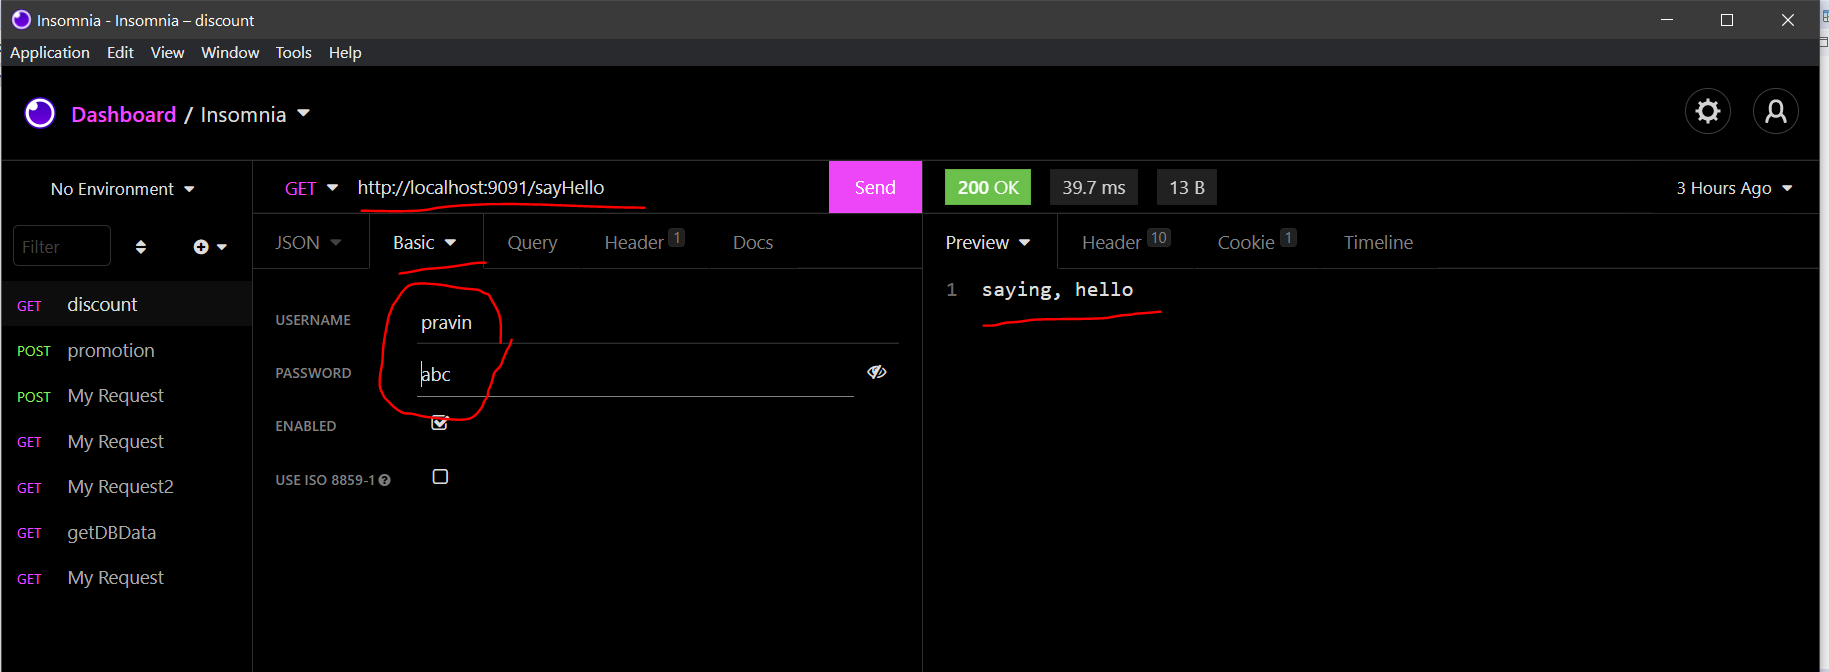 Insomnia - Insomnia – discount
Application Edit View Window Tools Help
Dashboard / Insomnia
No Environment
GET http://localhost:9091/sayHello Send
200 OK 39.7 ms 13 B 3 Hours Ago
Filter
JSON Basic Query Header 1 Docs
Preview Header 10 Cookie 1 Timeline
GET discount
POST promotion
POST My Request
GET My Request
GET My Request2
GET getDBData
GET My Request
USERNAME pravin
PASSWORD abc
ENABLED
USE ISO 8859-1
1 saying, hello